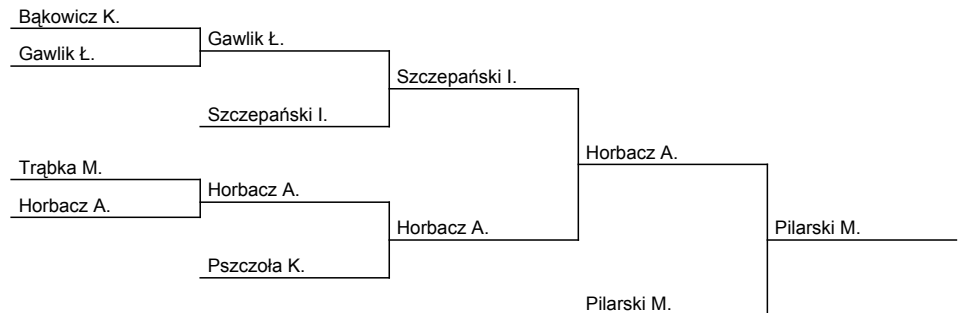 Bąkowicz K.
Gawlik Ł.
Gawlik Ł.
Szczepański I.
Szczepański I.
Trąbka M.
Horbacz A.
Horbacz A.
Horbacz A.
Pszczoła K.
Horbacz A.
Pilarski M.
Pilarski M.